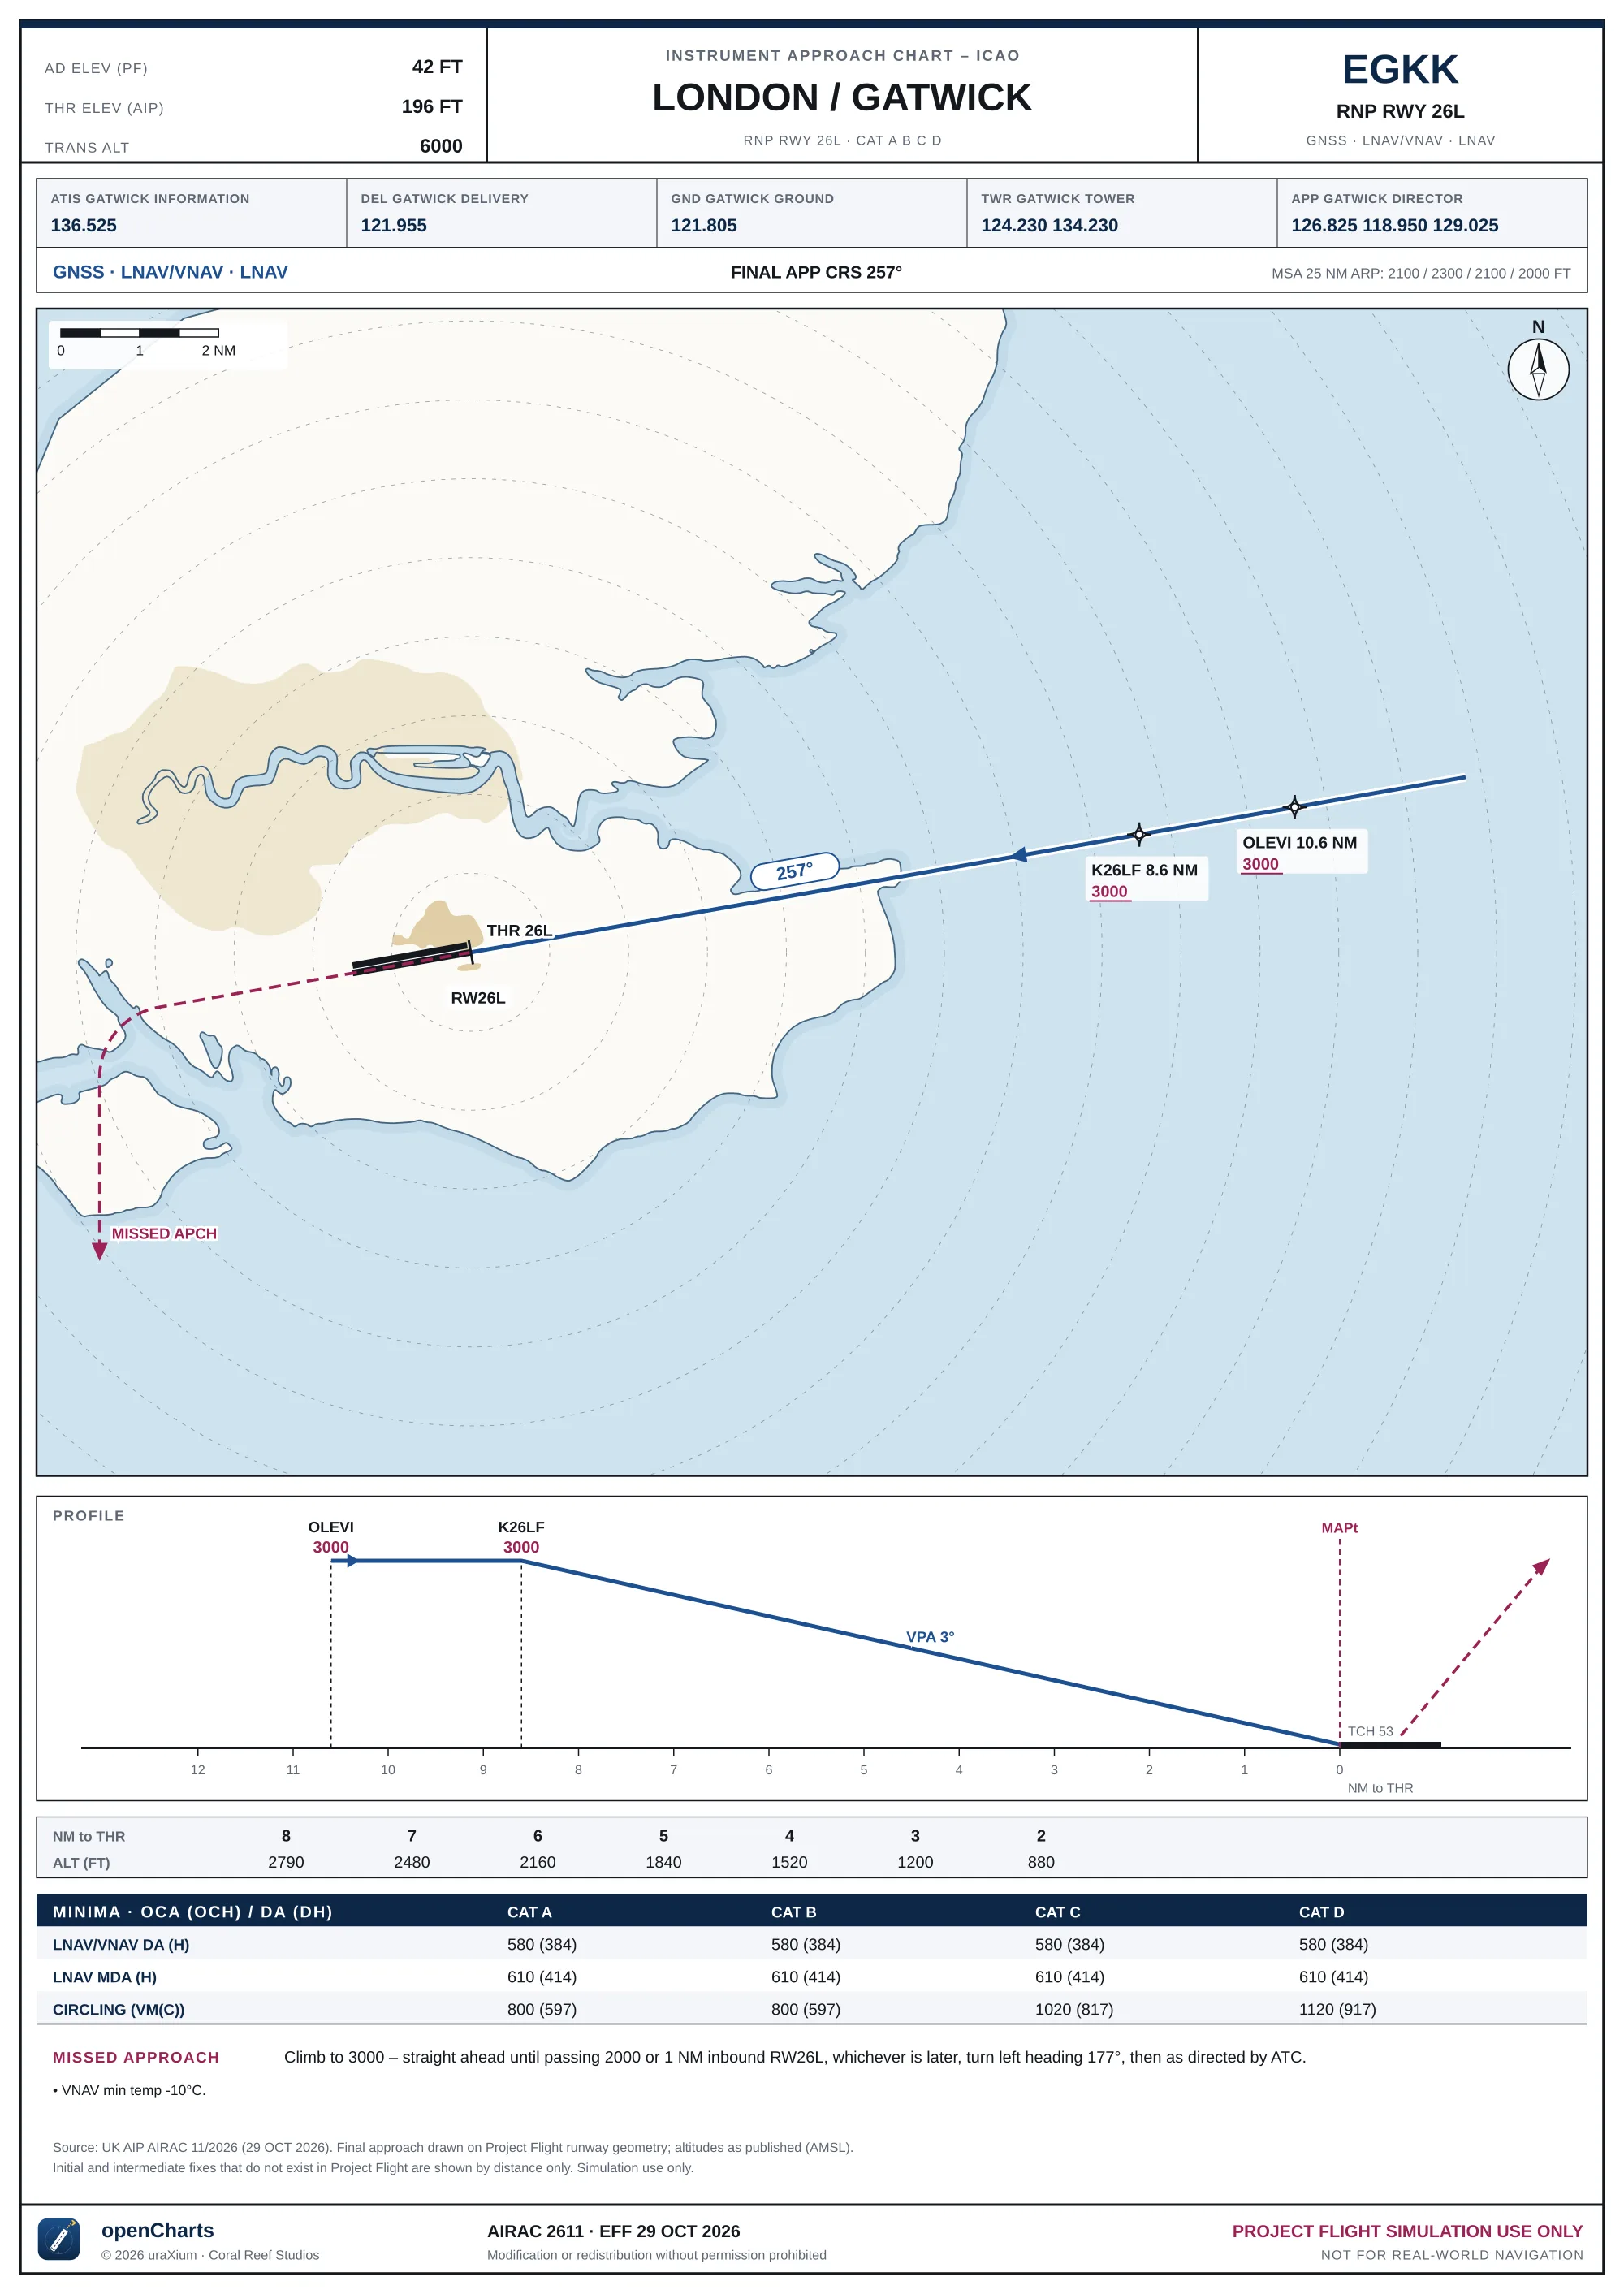 AD ELEV (PF) 42 FT
THR ELEV (AIP) 196 FT
TRANS ALT 6000
INSTRUMENT APPROACH CHART – ICAO
LONDON / GATWICK
RNP RWY 26L · CAT A B C D
EGKK
RNP RWY 26L
GNSS · LNAV/VNAV · LNAV
ATIS GATWICK INFORMATION
136.525
DEL GATWICK DELIVERY
121.955
GND GATWICK GROUND
121.805
TWR GATWICK TOWER
124.230 134.230
APP GATWICK DIRECTOR
126.825 118.950 129.025
GNSS · LNAV/VNAV · LNAV
FINAL APP CRS 257°
MSA 25 NM ARP: 2100 / 2300 / 2100 / 2000 FT
0 1 2 NM
N
OLEVI 10.6 NM
3000
K26LF 8.6 NM
3000
257°
THR 26L
RW26L
MISSED APCH
PROFILE
OLEVI
3000
K26LF
3000
MAPt
VPA 3°
TCH 53
12 11 10 9 8 7 6 5 4 3 2 1 0
NM to THR
NM to THR 8 7 6 5 4 3 2
ALT (FT) 2790 2480 2160 1840 1520 1200 880
MINIMA · OCA (OCH) / DA (DH) CAT A CAT B CAT C CAT D
LNAV/VNAV DA (H) 580 (384) 580 (384) 580 (384) 580 (384)
LNAV MDA (H) 610 (414) 610 (414) 610 (414) 610 (414)
CIRCLING (VM(C)) 800 (597) 800 (597) 1020 (817) 1120 (917)
MISSED APPROACH Climb to 3000 – straight ahead until passing 2000 or 1 NM inbound RW26L, whichever is later, turn left heading 177°, then as directed by ATC.
• VNAV min temp -10°C.
Source: UK AIP AIRAC 11/2026 (29 OCT 2026). Final approach drawn on Project Flight runway geometry; altitudes as published (AMSL).
Initial and intermediate fixes that do not exist in Project Flight are shown by distance only. Simulation use only.
openCharts
© 2026 uraXium · Coral Reef Studios
AIRAC 2611 · EFF 29 OCT 2026
Modification or redistribution without permission prohibited
PROJECT FLIGHT SIMULATION USE ONLY
NOT FOR REAL-WORLD NAVIGATION